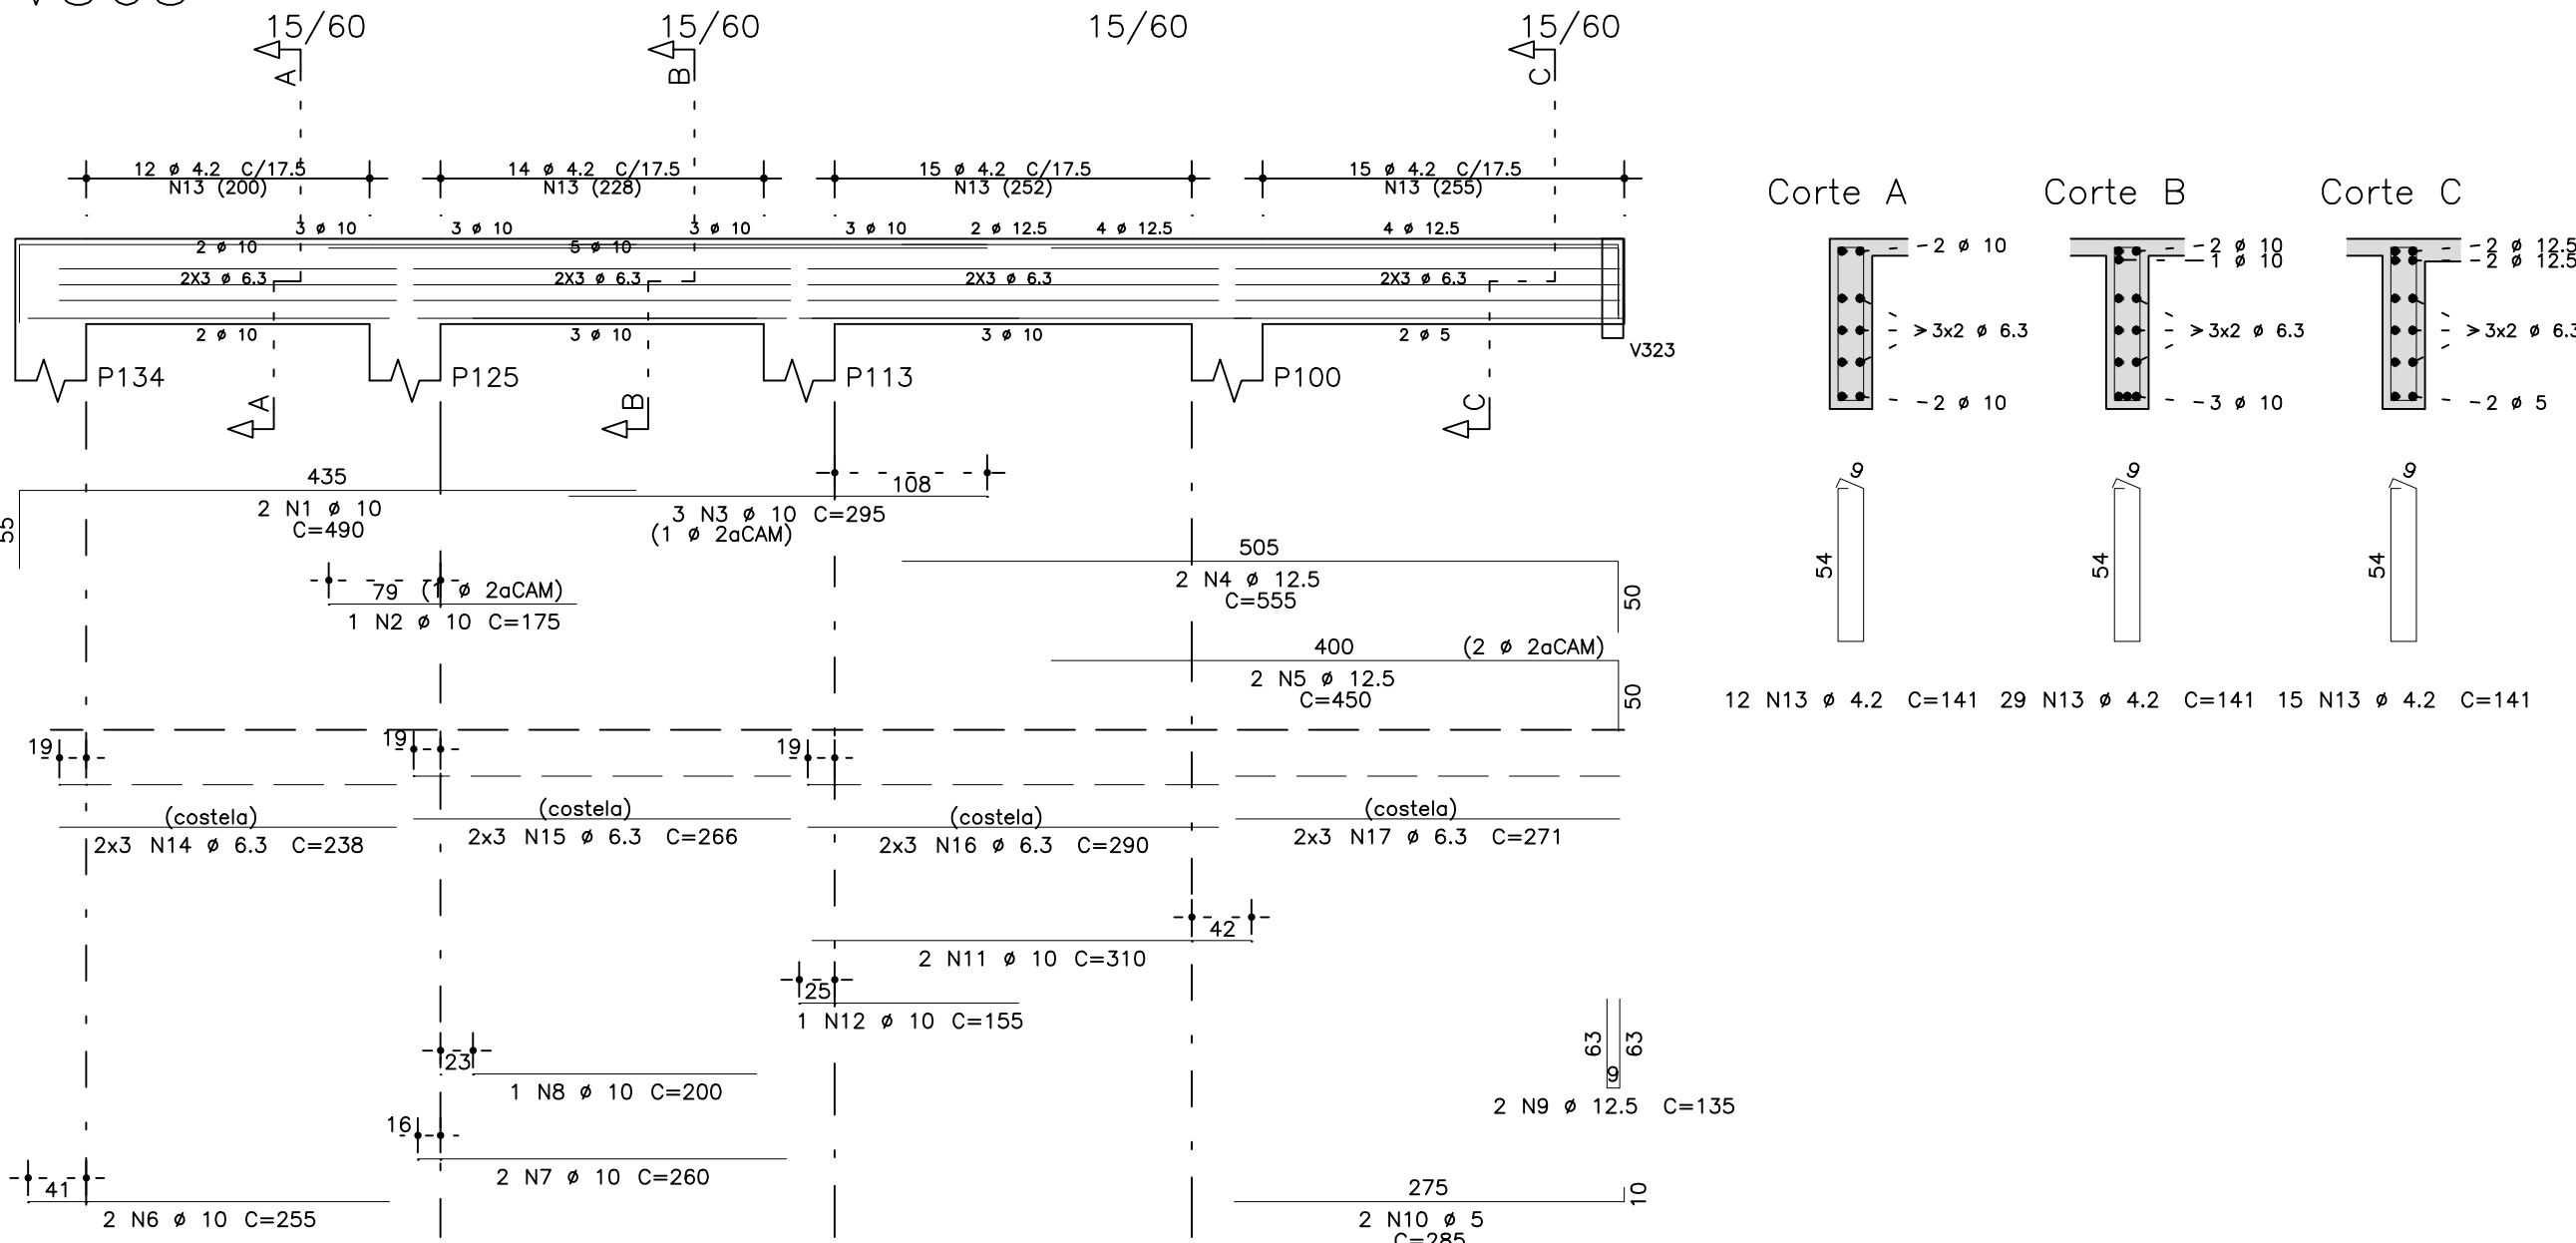 15/60 15/60 15/60 15/60
A B C
12 ø 4.2 C/17.5 14 ø 4.2 C/17.5 15 ø 4.2 C/17.5 15 ø 4.2 C/17.5
N13 (200) N13 (228) N13 (252) N13 (255)
3 ø 10 3 ø 10 3 ø 10 3 ø 10 2 ø 12.5 4 ø 12.5 4 ø 12.5
2 ø 10 5 ø 10
2X3 ø 6.3 2X3 ø 6.3 2X3 ø 6.3 2X3 ø 6.3
2 ø 10 3 ø 10 3 ø 10 2 ø 5
V323
P134 P125 P113 P100
A B C
Corte A Corte B Corte C
2 ø 10 2 ø 10 2 ø 12.5
1 ø 10 2 ø 12.5
3x2 ø 6.3 3x2 ø 6.3 3x2 ø 6.3
2 ø 10 3 ø 10 2 ø 5
9 9 9
54 54 54
12 N13 ø 4.2 C=141 29 N13 ø 4.2 C=141 15 N13 ø 4.2 C=141
435
55
2 N1 ø 10
C=490
108
3 N3 ø 10 C=295
(1 ø 2aCAM)
505
2 N4 ø 12.5
C=555
50
79 (1 ø 2aCAM)
1 N2 ø 10 C=175
400 (2 ø 2aCAM)
2 N5 ø 12.5
C=450
50
19 19 19
(costela) (costela) (costela) (costela)
2x3 N14 ø 6.3 C=238 2x3 N15 ø 6.3 C=266 2x3 N16 ø 6.3 C=290 2x3 N17 ø 6.3 C=271
42
2 N11 ø 10 C=310
25
1 N12 ø 10 C=155
23
1 N8 ø 10 C=200
63 63
9
2 N9 ø 12.5 C=135
16
2 N7 ø 10 C=260
41
2 N6 ø 10 C=255
275
10
2 N10 ø 5
C=285